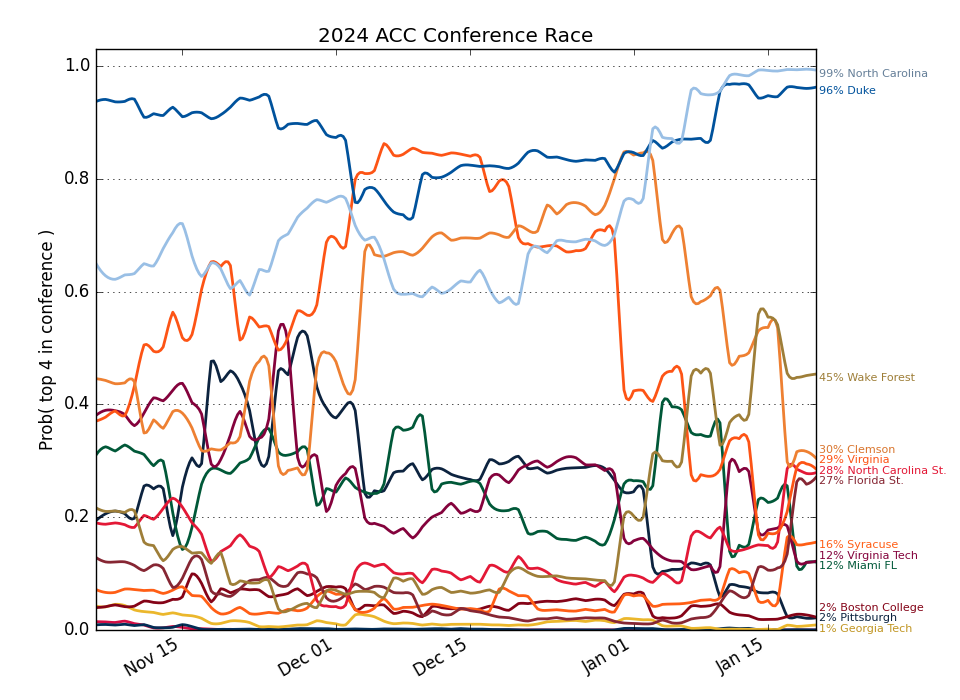 2024 ACC Conference Race
Prob( top 4 in conference )
1.0
0.8
0.6
0.4
0.2
0.0
Nov 15
Dec 01
Dec 15
Jan 01
Jan 15
99% North Carolina
96% Duke
45% Wake Forest
30% Clemson
29% Virginia
28% North Carolina St.
27% Florida St.
16% Syracuse
12% Virginia Tech
12% Miami FL
2% Boston College
2% Pittsburgh
1% Georgia Tech